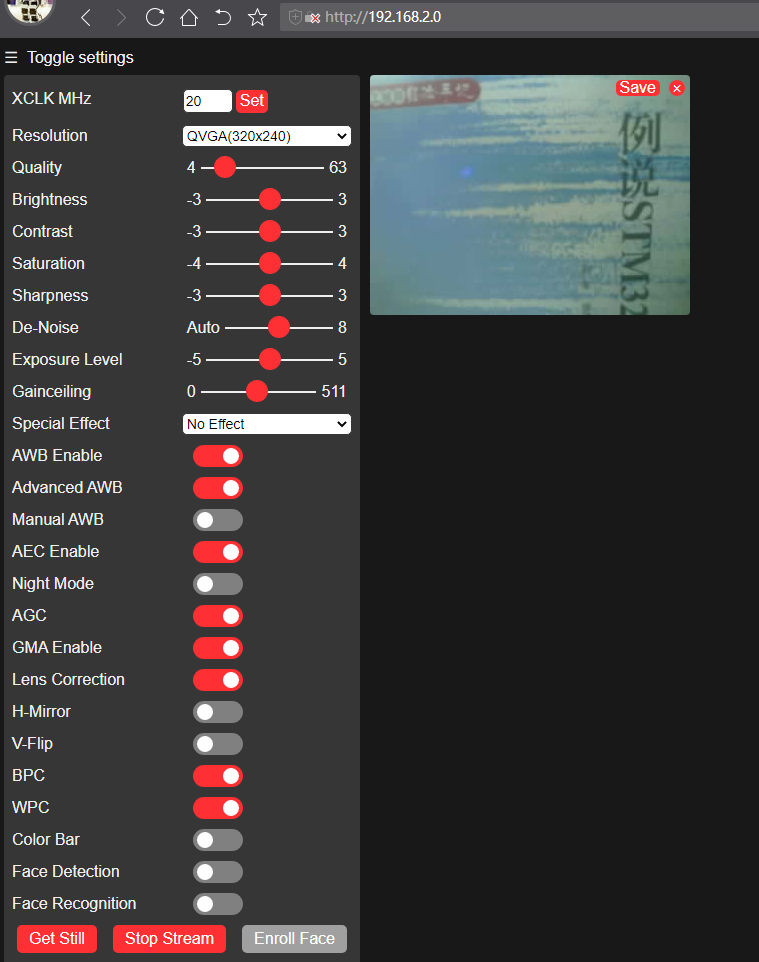 http://192.168.2.0
☰ Toggle settings
XCLK MHz 20 Set
Resolution QVGA(320x240)
Quality 4 63
Brightness -3 3
Contrast -3 3
Saturation -4 4
Sharpness -3 3
De-Noise Auto 8
Exposure Level -5 5
Gainceiling 0 511
Special Effect No Effect
AWB Enable
Advanced AWB
Manual AWB
AEC Enable
Night Mode
AGC
GMA Enable
Lens Correction
H-Mirror
V-Flip
BPC
WPC
Color Bar
Face Detection
Face Recognition
Get Still Stop Stream Enroll Face
Save ×
例说STM32